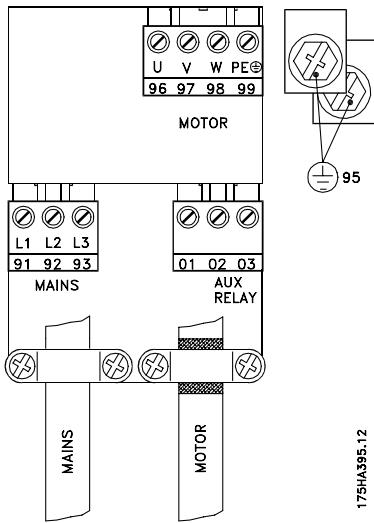 U V W PE
96 97 98 99
MOTOR
95
L1 L2 L3
91 92 93
MAINS
01 02 03
AUX
RELAY
MAINS
MOTOR
175HA395.12